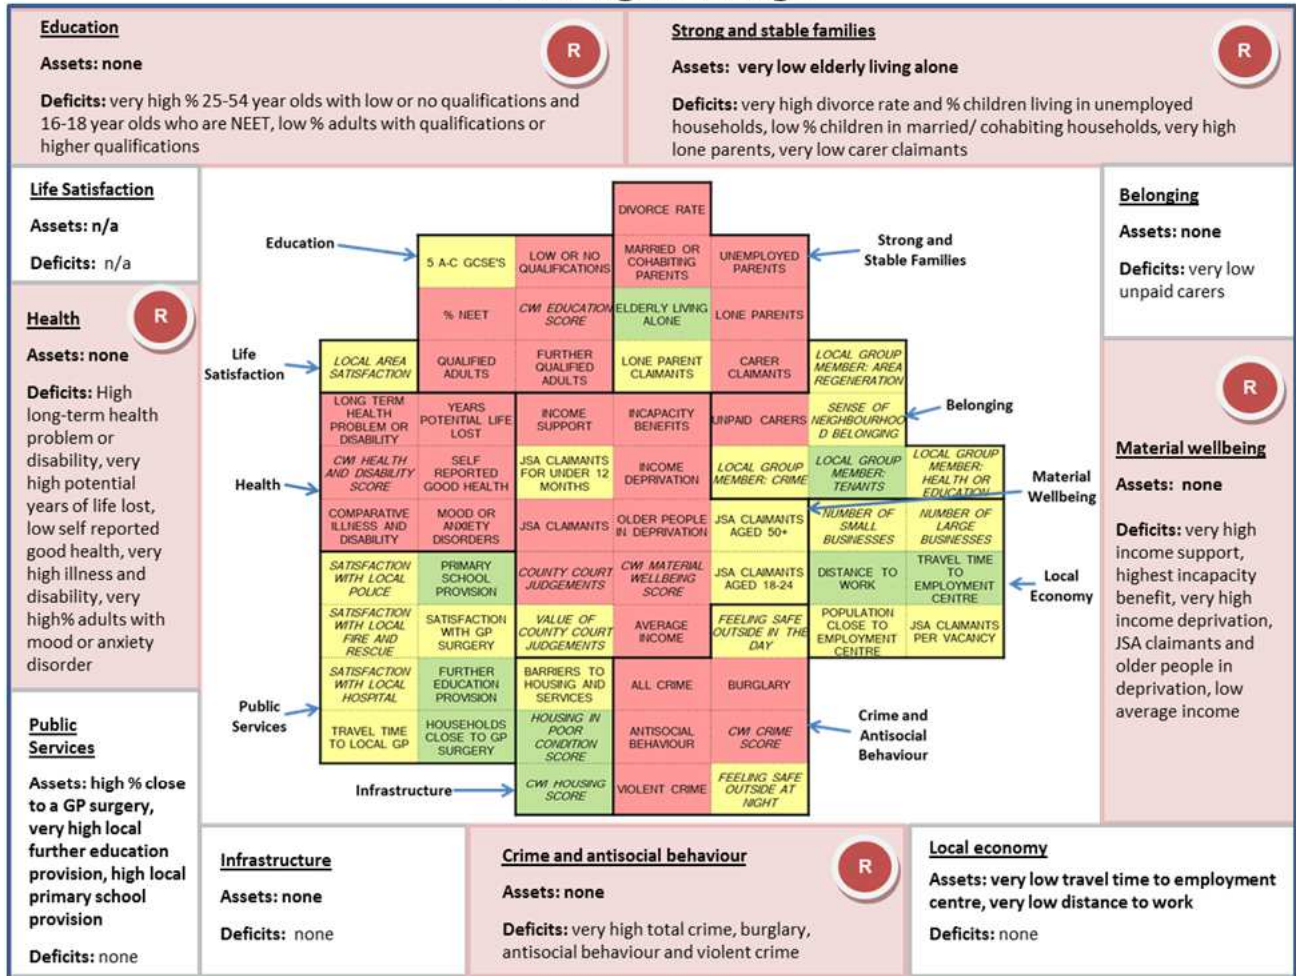 Education
R
Assets: none
Deficits: very high % 25-54 year olds with low or no qualifications and
16-18 year olds who are NEET, low % adults with qualifications or
higher qualifications
Strong and stable families
R
Assets: very low elderly living alone
Deficits: very high divorce rate and % children living in unemployed
households, low % children in married/ cohabiting households, very high
lone parents, very low carer claimants
Life Satisfaction
Assets: n/a
Deficits: n/a
Health
R
Assets: none
Deficits: High
long-term health
problem or
disability, very
high potential
years of life lost,
low self reported
good health, very
high illness and
disability, very
high% adults with
mood or anxiety
disorder
Public
Services
Assets: high % close
to a GP surgery,
very high local
further education
provision, high local
primary school
provision
Deficits: none
Education
Strong and
Stable Families
Life
Satisfaction
Belonging
Health
Material
Wellbeing
Local
Economy
Public
Services
Crime and
Antisocial
Behaviour
Infrastructure
DIVORCE RATE
5 A-C GCSE'S
LOW OR NO
QUALIFICATIONS
MARRIED OR
COHABITING
PARENTS
UNEMPLOYED
PARENTS
% NEET
CWI EDUCATION
SCORE
ELDERLY LIVING
ALONE
LONE PARENTS
LOCAL AREA
SATISFACTION
QUALIFIED
ADULTS
FURTHER
QUALIFIED
ADULTS
LONE PARENT
CLAIMANTS
CARER
CLAIMANTS
LOCAL GROUP
MEMBER: AREA
REGENERATION
LONG TERM
HEALTH
PROBLEM OR
DISABILITY
YEARS
POTENTIAL LIFE
LOST
INCOME
SUPPORT
INCAPACITY
BENEFITS
UNPAID CARERS
SENSE OF
NEIGHBOURHOO
D BELONGING
CWI HEALTH
AND DISABILITY
SCORE
SELF
REPORTED
GOOD HEALTH
JSA CLAIMANTS
FOR UNDER 12
MONTHS
INCOME
DEPRIVATION
LOCAL GROUP
MEMBER: CRIME
LOCAL GROUP
MEMBER:
TENANTS
LOCAL GROUP
MEMBER:
HEALTH OR
EDUCATION
COMPARATIVE
ILLNESS AND
DISABILITY
MOOD OR
ANXIETY
DISORDERS
JSA CLAIMANTS
OLDER PEOPLE
IN DEPRIVATION
JSA CLAIMANTS
AGED 50+
NUMBER OF
SMALL
BUSINESSES
NUMBER OF
LARGE
BUSINESSES
SATISFACTION
WITH LOCAL
POLICE
PRIMARY
SCHOOL
PROVISION
COUNTY COURT
JUDGEMENTS
CWI MATERIAL
WELLBEING
SCORE
JSA CLAIMANTS
AGED 18-24
DISTANCE TO
WORK
TRAVEL TIME
TO
EMPLOYMENT
CENTRE
SATISFACTION
WITH LOCAL
FIRE AND
RESCUE
SATISFACTION
WITH GP
SURGERY
VALUE OF
COUNTY COURT
JUDGEMENTS
AVERAGE
INCOME
FEELING SAFE
OUTSIDE IN THE
DAY
POPULATION
CLOSE TO
EMPLOYMENT
CENTRE
JSA CLAIMANTS
PER VACANCY
SATISFACTION
WITH LOCAL
HOSPITAL
FURTHER
EDUCATION
PROVISION
BARRIERS TO
HOUSING AND
SERVICES
ALL CRIME
BURGLARY
TRAVEL TIME
TO LOCAL GP
HOUSEHOLDS
CLOSE TO GP
SURGERY
HOUSING IN
POOR
CONDITION
SCORE
ANTISOCIAL
BEHAVIOUR
CWI CRIME
SCORE
CWI HOUSING
SCORE
VIOLENT CRIME
FEELING SAFE
OUTSIDE AT
NIGHT
Belonging
Assets: none
Deficits: very low
unpaid carers
R
Material wellbeing
Assets: none
Deficits: very high
income support,
highest incapacity
benefit, very high
income deprivation,
JSA claimants and
older people in
deprivation, low
average income
Infrastructure
Assets: none
Deficits: none
Crime and antisocial behaviour
R
Assets: none
Deficits: very high total crime, burglary,
antisocial behaviour and violent crime
Local economy
Assets: very low travel time to employment
centre, very low distance to work
Deficits: none